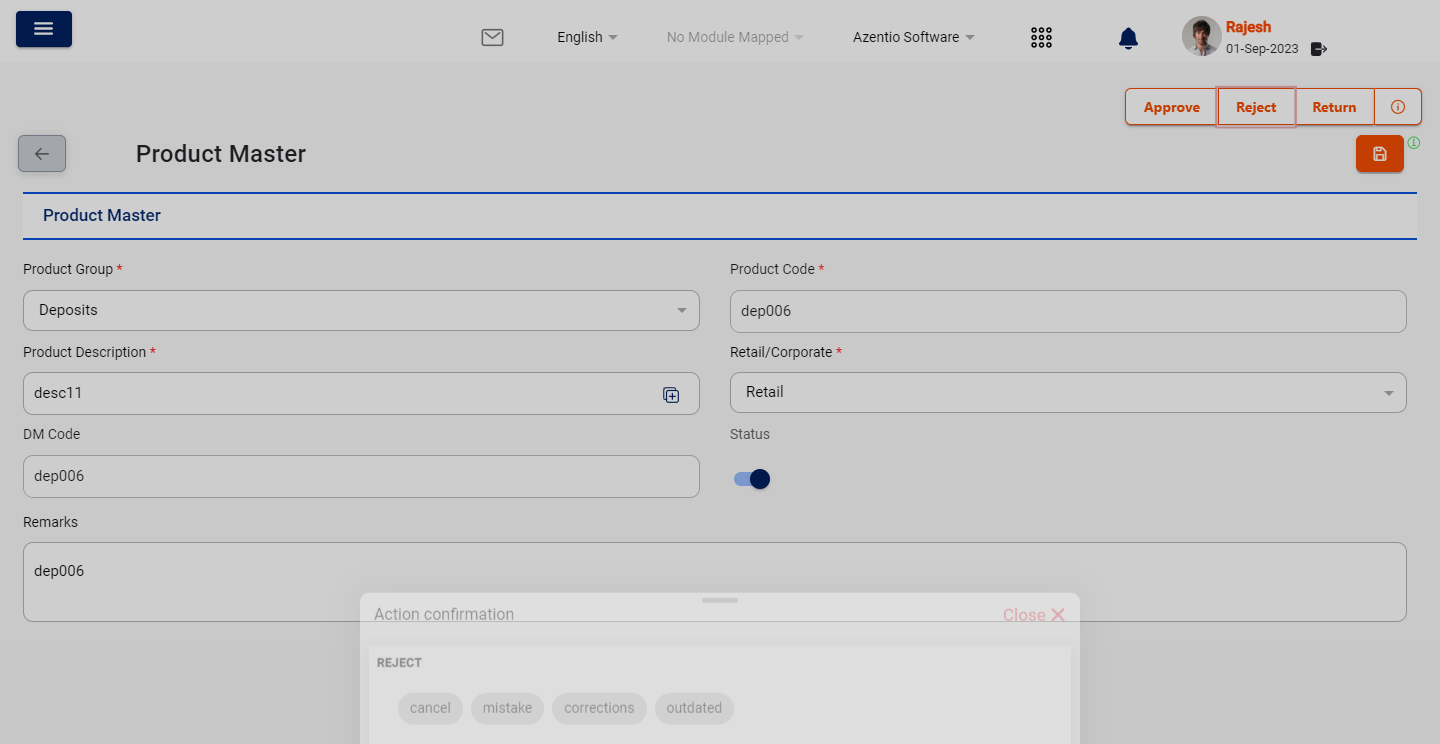 English
No Module Mapped
Azentio Software
Rajesh
01-Sep-2023
Approve
Reject
Return
Product Master
Product Master
Product Group *
Product Code *
Deposits
dep006
Product Description *
Retail/Corporate *
desc11
Retail
DM Code
Status
dep006
Remarks
dep006
Action confirmation
Close
REJECT
cancel
mistake
corrections
outdated